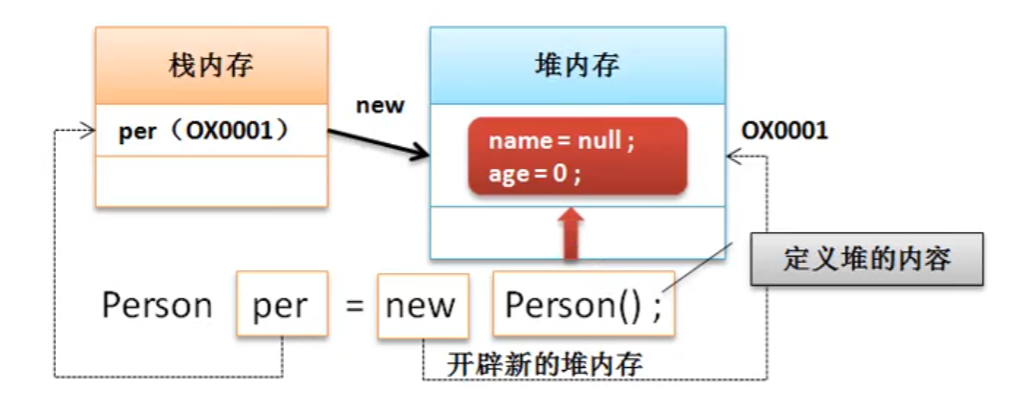 栈内存
堆内存
per（OX0001）
new
name = null ;
age = 0 ;
OX0001
定义堆的内容
Person per = new Person() ;
开辟新的堆内存